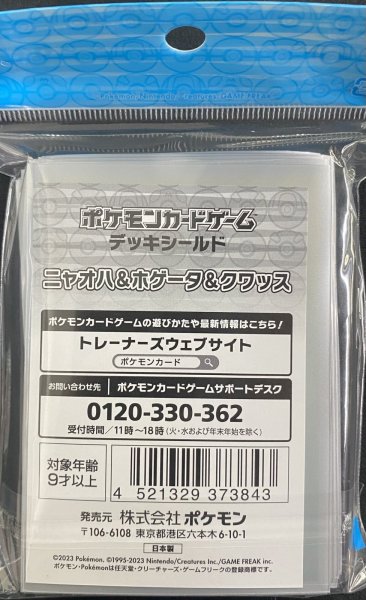 ©Pokémon/Nintendo/Creatures/GAME FREAK
ポケモンカードゲーム
デッキシールド
ニャオハ&ホゲータ&クワッス
ポケモンカードゲームの遊びかたや最新情報はこちら!
トレーナーズウェブサイト
ポケモンカード
お問い合わせ先 ポケモンカードゲームサポートデスク
0120-330-362
受付時間/11時~18時(火・水および年末年始を除く)
対象年齢
9才以上
4 521329 373843
発売元 株式会社 ポケモン
〒106-6108 東京都港区六本木6-10-1
日本製
©2023 Pokémon. ©1995-2023 Nintendo/Creatures Inc./GAME FREAK inc.
ポケモン・Pokémonは任天堂・クリーチャーズ・ゲームフリークの登録商標です。